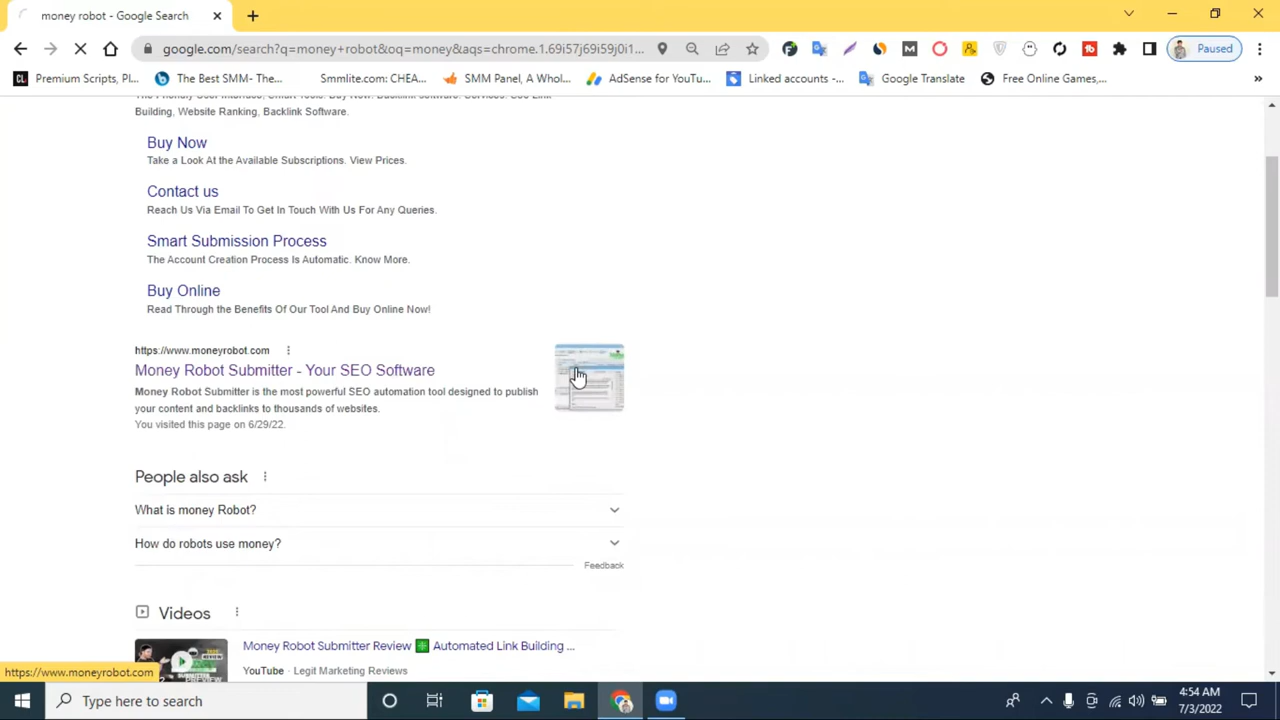 money robot - Google Search
google.com/search?q=money+robot&oq=money&aqs=chrome.1.69i57j69i59j0i1...
Paused
Premium Scripts, Pl...
The Best SMM- The...
Smmlite.com: CHEA...
SMM Panel, A Whol...
AdSense for YouTu...
Linked accounts -...
Google Translate
Free Online Games,...
Building, Website Ranking, Backlink Software.
Buy Now
Take a Look At the Available Subscriptions. View Prices.
Contact us
Reach Us Via Email To Get In Touch With Us For Any Queries.
Smart Submission Process
The Account Creation Process Is Automatic. Know More.
Buy Online
Read Through the Benefits Of Our Tool And Buy Online Now!
https://www.moneyrobot.com
Money Robot Submitter - Your SEO Software
Money Robot Submitter is the most powerful SEO automation tool designed to publish
your content and backlinks to thousands of websites.
You visited this page on 6/29/22.
People also ask
What is money Robot?
How do robots use money?
Feedback
Videos
Money Robot Submitter Review Automated Link Building ...
YouTube · Legit Marketing Reviews
https://www.moneyrobot.com
Type here to search
4:54 AM
7/3/2022